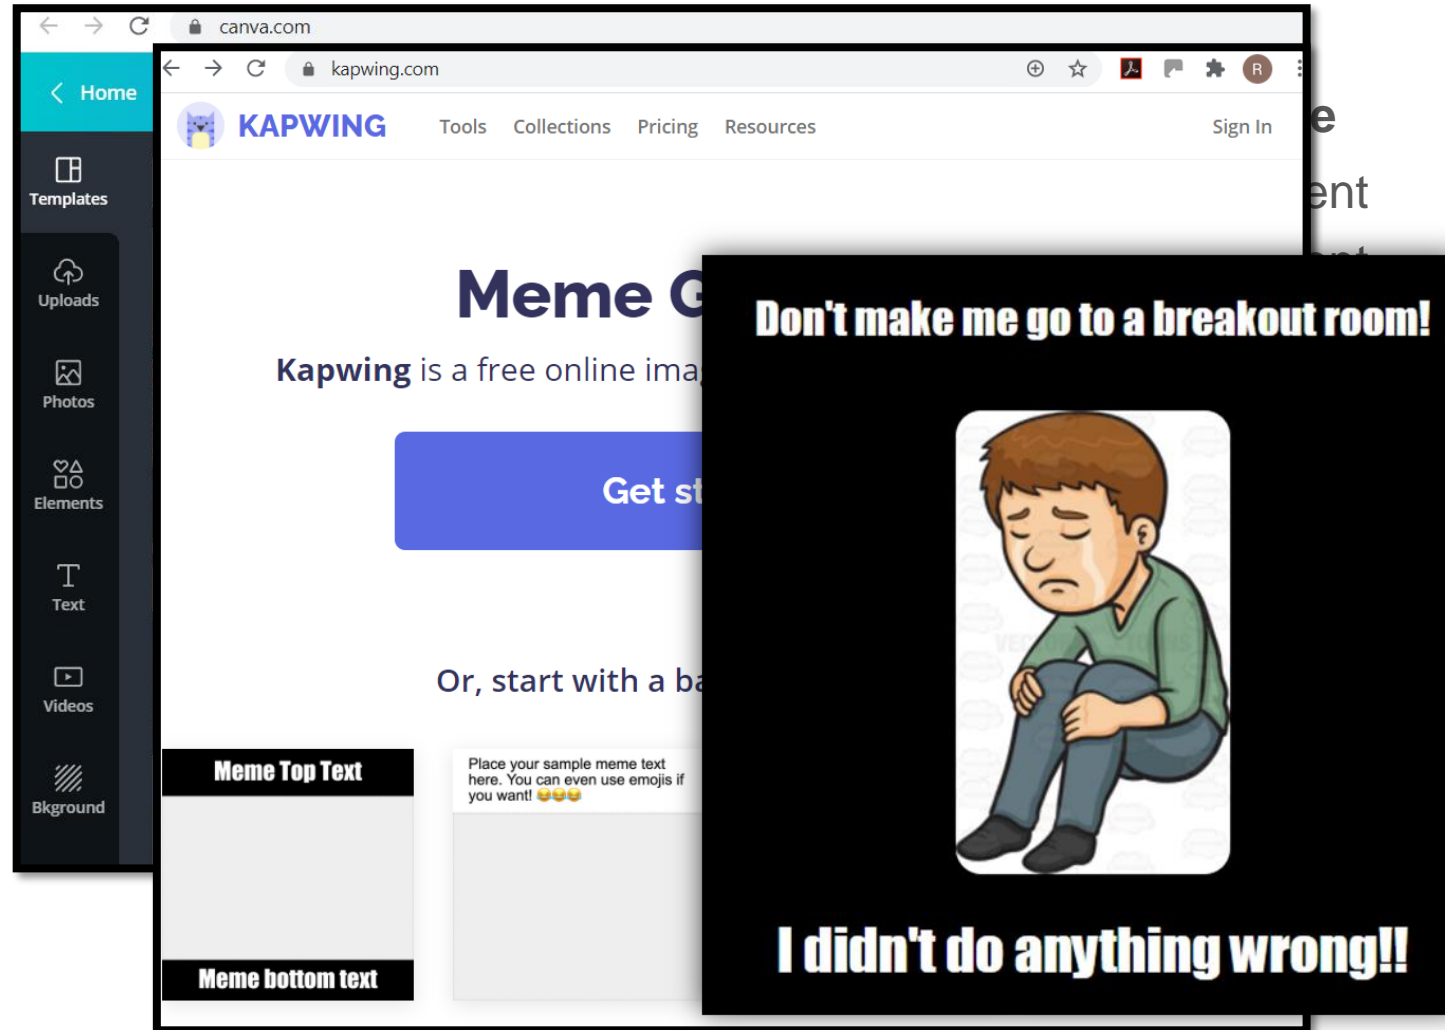 canva.com
Home
Templates
Uploads
Photos
Elements
Text
Videos
Bkground
kapwing.com
R
KAPWING
Tools Collections Pricing Resources Sign In
Meme G
Kapwing is a free online ima
Get st
Or, start with a ba
Meme Top Text
Meme bottom text
Place your sample meme text
here. You can even use emojis if
you want! 😂😂😂
Don't make me go to a breakout room!
I didn't do anything wrong!!
e
ent